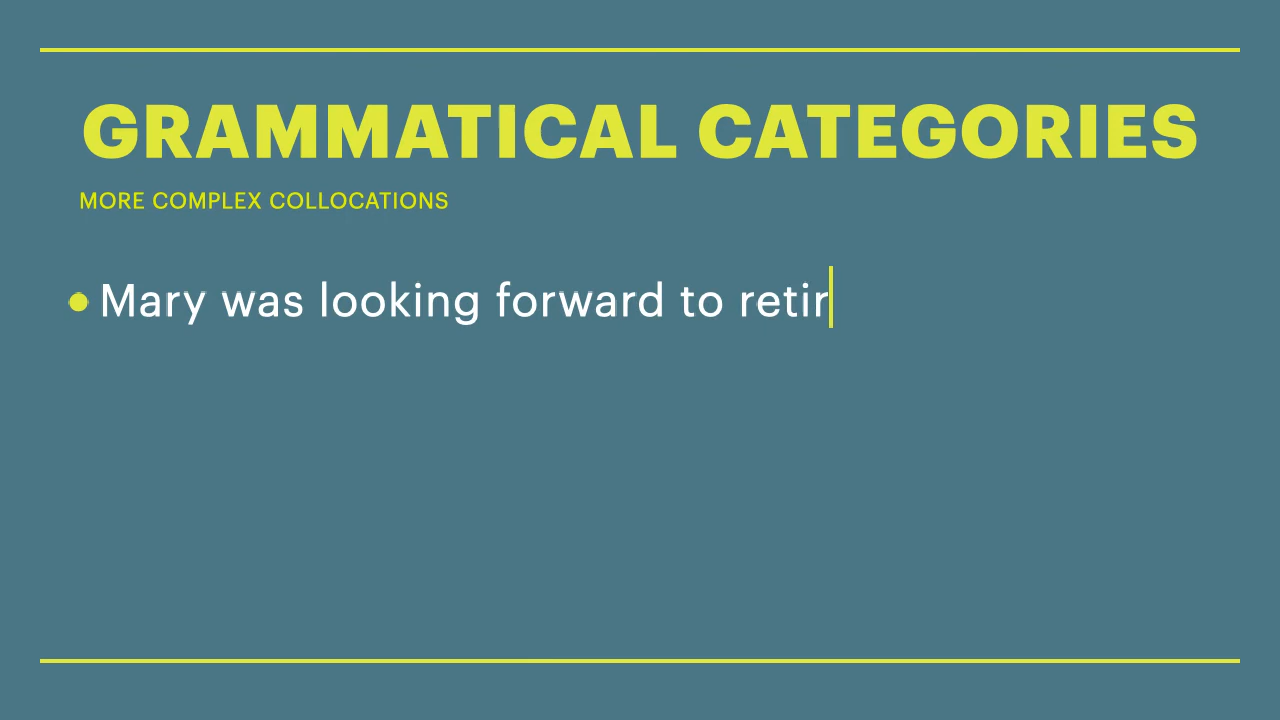 GRAMMATICAL CATEGORIES
MORE COMPLEX COLLOCATIONS
• Mary was looking forward to retir